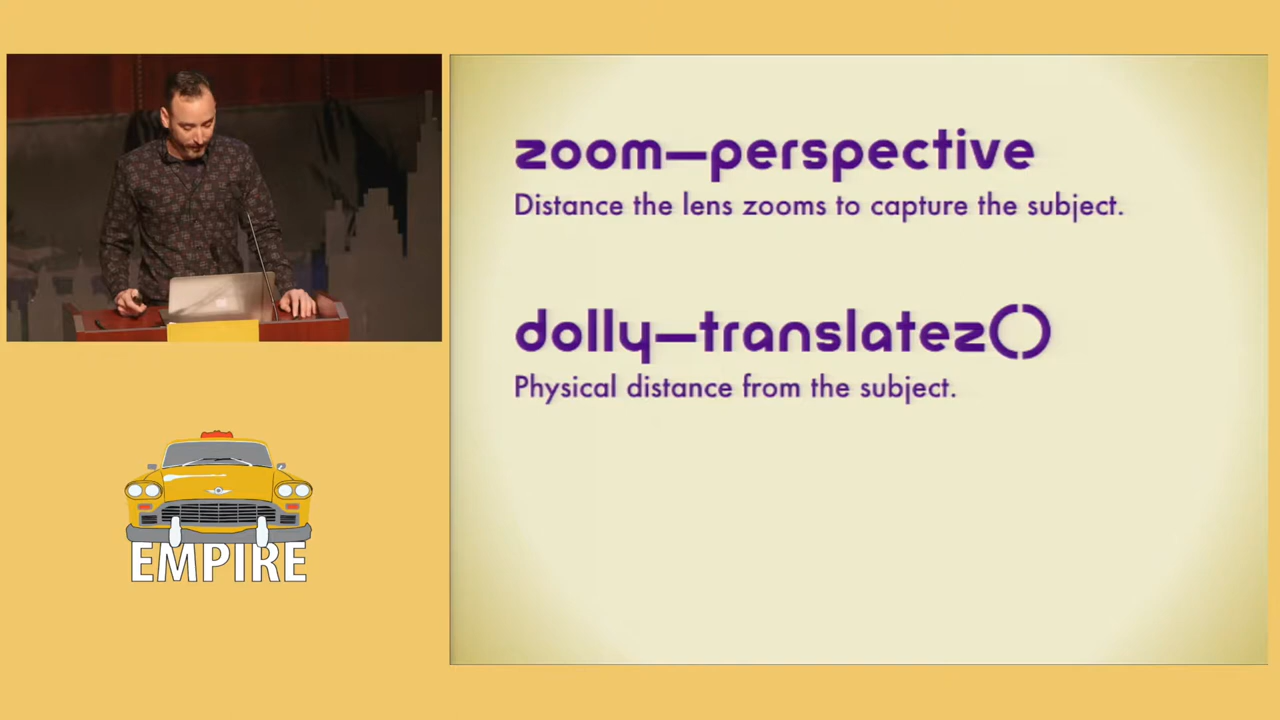 zoom—perspective
Distance the lens zooms to capture the subject.
dolly—translatez()
Physical distance from the subject.
EMPIRE